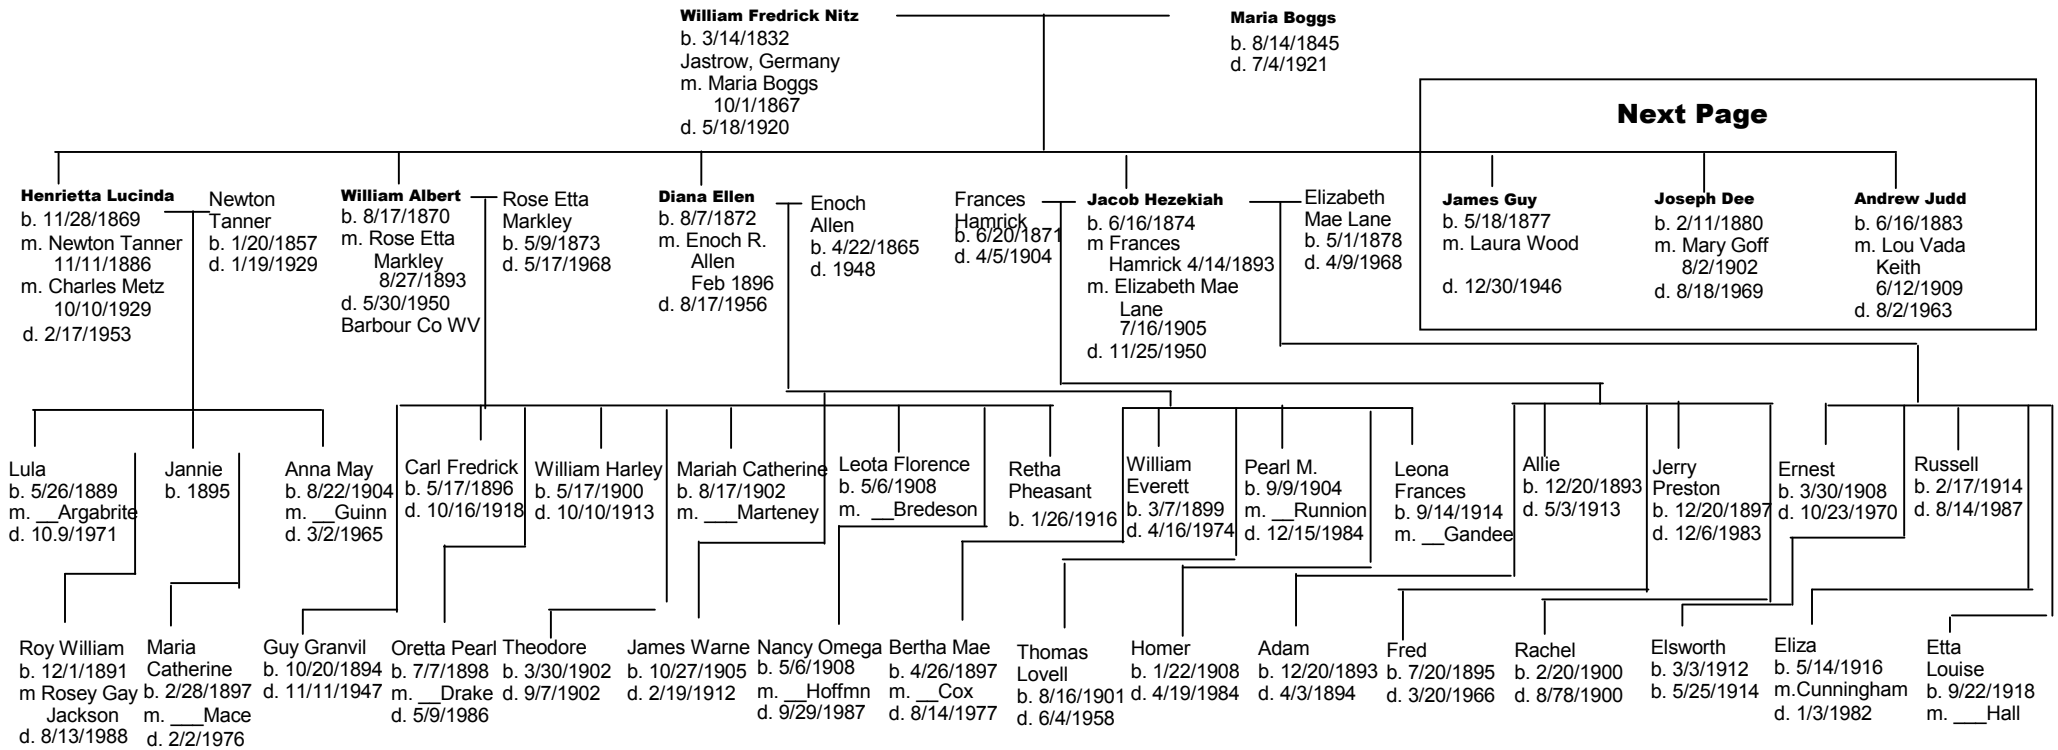 William Fredrick Nitz
b. 3/14/1832
Jastrow, Germany
m. Maria Boggs
10/1/1867
d. 5/18/1920
Maria Boggs
b. 8/14/1845
d. 7/4/1921
Next Page
Henrietta Lucinda
b. 11/28/1869
m. Newton Tanner
11/11/1886
m. Charles Metz
10/10/1929
d. 2/17/1953
Newton
Tanner
b. 1/20/1857
d. 1/19/1929
William Albert
b. 8/17/1870
m. Rose Etta
Markley
8/27/1893
d. 5/30/1950
Barbour Co WV
Rose Etta
Markley
b. 5/9/1873
d. 5/17/1968
Diana Ellen
b. 8/7/1872
m. Enoch R.
Allen
Feb 1896
d. 8/17/1956
Enoch
Allen
b. 4/22/1865
d. 1948
Frances
Hamrick
b. 6/20/1871
d. 4/5/1904
Jacob Hezekiah
b. 6/16/1874
m Frances
Hamrick 4/14/1893
m. Elizabeth Mae
Lane
7/16/1905
d. 11/25/1950
Elizabeth
Mae Lane
b. 5/1/1878
d. 4/9/1968
James Guy
b. 5/18/1877
m. Laura Wood
d. 12/30/1946
Joseph Dee
b. 2/11/1880
m. Mary Goff
8/2/1902
d. 8/18/1969
Andrew Judd
b. 6/16/1883
m. Lou Vada
Keith
6/12/1909
d. 8/2/1963
Lula
b. 5/26/1889
m. __Argabrite
d. 10.9/1971
Jannie
b. 1895
Anna May
b. 8/22/1904
m. __Guinn
d. 3/2/1965
Carl Fredrick
b. 5/17/1896
d. 10/16/1918
William Harley
b. 5/17/1900
d. 10/10/1913
Mariah Catherine
b. 8/17/1902
m. ___Marteney
Leota Florence
b. 5/6/1908
m. __Bredeson
Retha
Pheasant
b. 1/26/1916
William
Everett
b. 3/7/1899
d. 4/16/1974
Pearl M.
b. 9/9/1904
m. __Runnion
d. 12/15/1984
Leona
Frances
b. 9/14/1914
m. __Gandee
Allie
b. 12/20/1893
d. 5/3/1913
Jerry
Preston
b. 12/20/1897
d. 12/6/1983
Ernest
b. 3/30/1908
d. 10/23/1970
Russell
b. 2/17/1914
d. 8/14/1987
Roy William
b. 12/1/1891
m Rosey Gay
Jackson
d. 8/13/1988
Maria
Catherine
b. 2/28/1897
m. ___Mace
d. 2/2/1976
Guy Granvil
b. 10/20/1894
d. 11/11/1947
Oretta Pearl
b. 7/7/1898
m. __Drake
d. 5/9/1986
Theodore
b. 3/30/1902
d. 9/7/1902
James Warne
b. 10/27/1905
d. 2/19/1912
Nancy Omega
b. 5/6/1908
m. __Hoffmn
d. 9/29/1987
Bertha Mae
b. 4/26/1897
m. __Cox
d. 8/14/1977
Thomas
Lovell
b. 8/16/1901
d. 6/4/1958
Homer
b. 1/22/1908
d. 4/19/1984
Adam
b. 12/20/1893
d. 4/3/1894
Fred
b. 7/20/1895
d. 3/20/1966
Rachel
b. 2/20/1900
d. 8/78/1900
Elsworth
b. 3/3/1912
b. 5/25/1914
Eliza
b. 5/14/1916
m.Cunningham
d. 1/3/1982
Etta
Louise
b. 9/22/1918
m. ___Hall